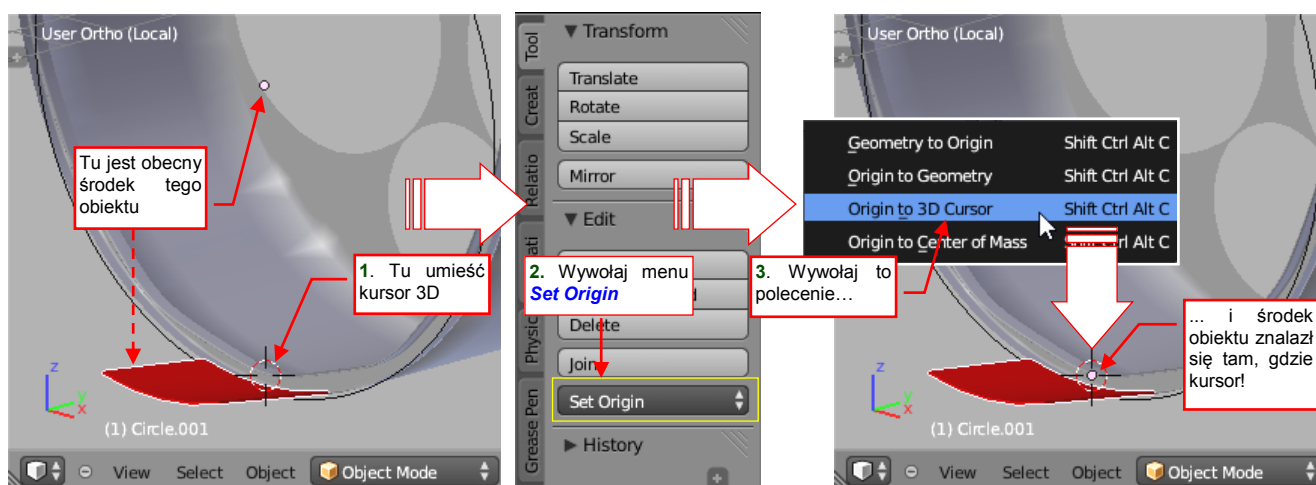 User Ortho (Local)
Tu jest obecny
środek tego
obiektu
1. Tu umieść
kursor 3D
z
y
x
(1) Circle.001
View Select Object Object Mode
Tool
Creat
Relatio
Physic
Grease Pen
Transform
Translate
Rotate
Scale
Mirror
Edit
2. Wywołaj menu
Set Origin
Delete
Join
Set Origin
History
User Ortho (Local)
Geometry to Origin Shift Ctrl Alt C
Origin to Geometry Shift Ctrl Alt C
Origin to 3D Cursor Shift Ctrl Alt C
Origin to Center of Mass Shift Ctrl Alt C
3. Wywołaj to
polecenie…
... i środek
obiektu znalazł
się tam, gdzie
kursor!
z
y
x
(1) Circle.001
View Select Object Object Mode